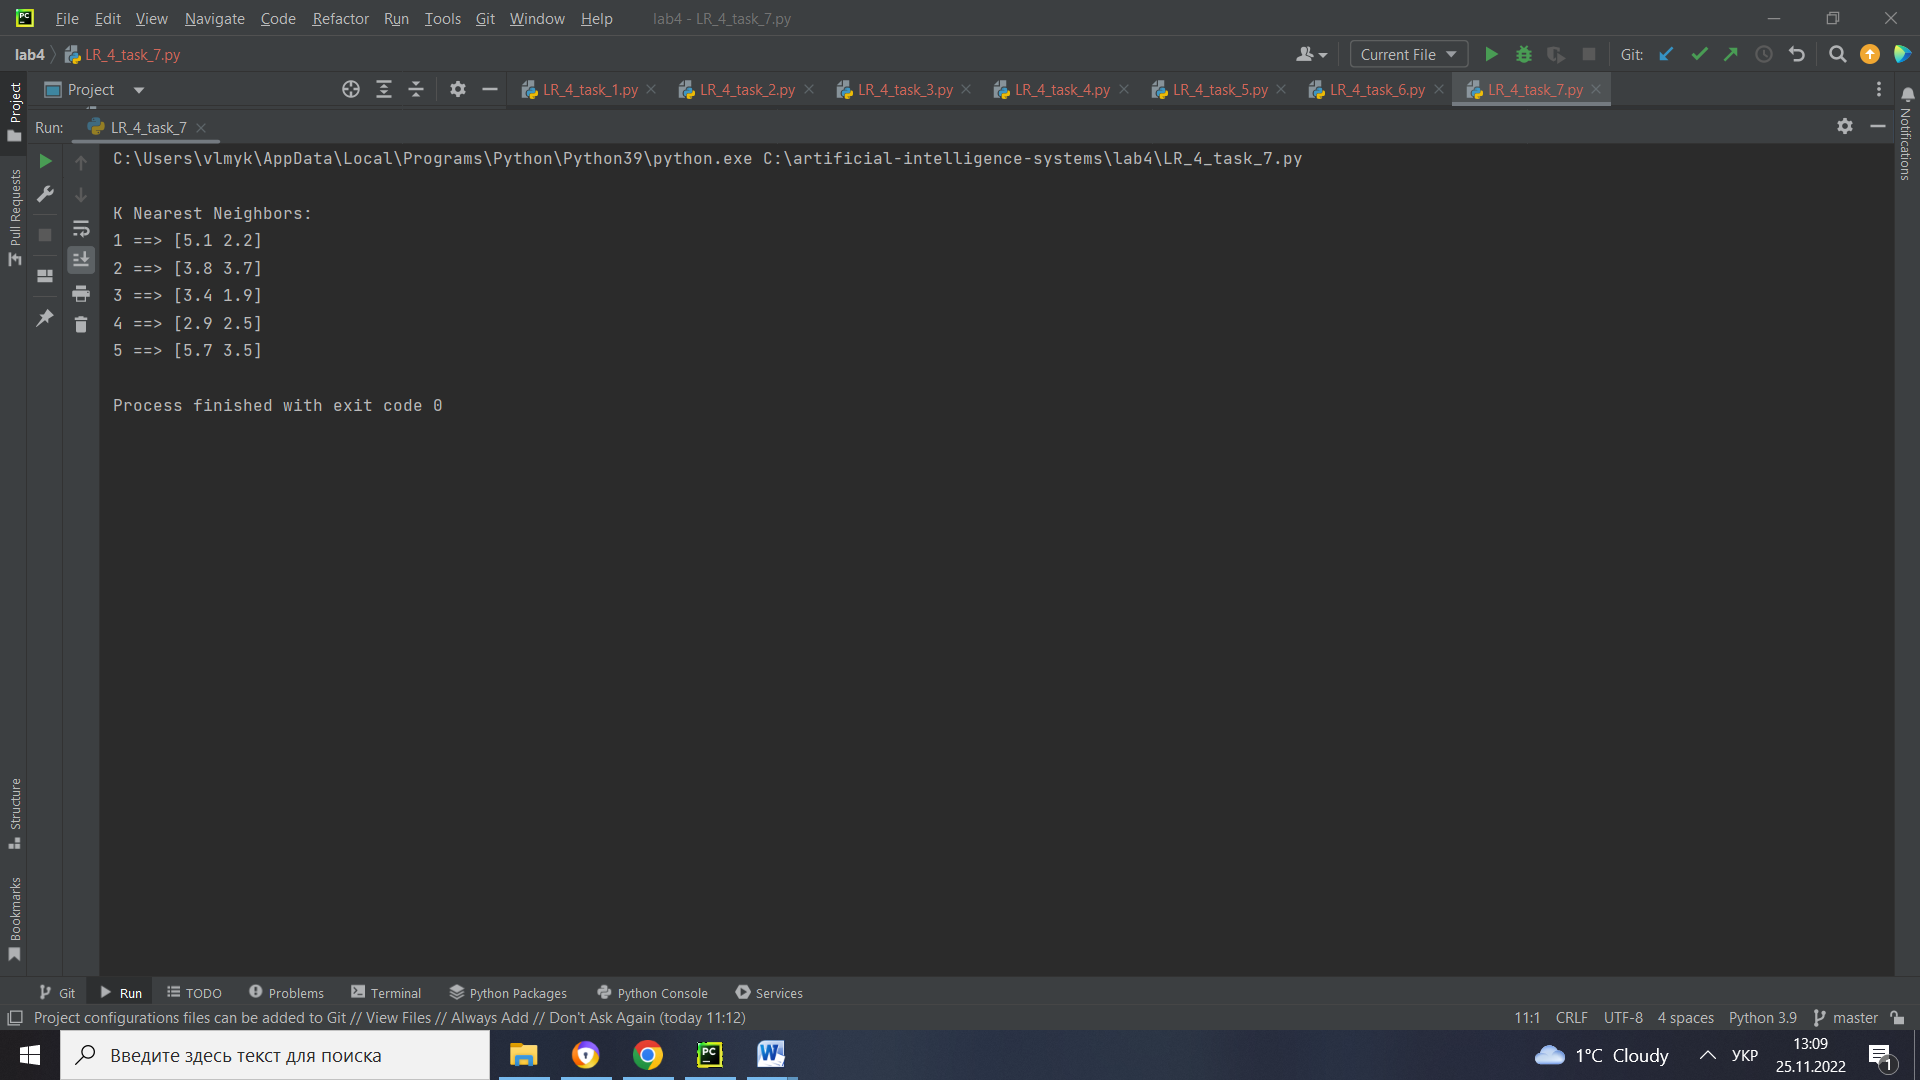 File Edit View Navigate Code Refactor Run Tools Git Window Help lab4 - LR_4_task_7.py
lab4 LR_4_task_7.py Current File Git:
Project LR_4_task_1.py LR_4_task_2.py LR_4_task_3.py LR_4_task_4.py LR_4_task_5.py LR_4_task_6.py LR_4_task_7.py
Run: LR_4_task_7
Project
Pull Requests
Notifications
C:\Users\vlmyk\AppData\Local\Programs\Python\Python39\python.exe C:\artificial-intelligence-systems\lab4\LR_4_task_7.py
K Nearest Neighbors:
1 ==> [5.1 2.2]
2 ==> [3.8 3.7]
3 ==> [3.4 1.9]
4 ==> [2.9 2.5]
5 ==> [5.7 3.5]
Process finished with exit code 0
Structure
Bookmarks
Git Run TODO Problems Terminal Python Packages Python Console Services
Project configurations files can be added to Git // View Files // Always Add // Don't Ask Again (today 11:12) 11:1 CRLF UTF-8 4 spaces Python 3.9 master
Введите здесь текст для поиска 1°C Cloudy УКР 13:09
25.11.2022 1